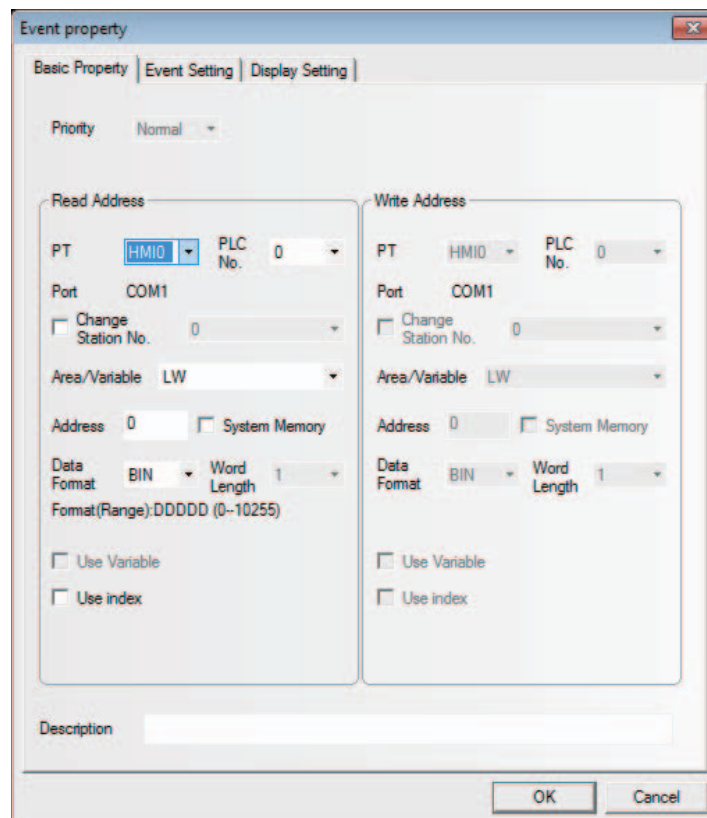 Event property
Basic Property Event Setting Display Setting
Priority Normal
Read Address
PT HMI0 PLC No. 0
Port COM1
Change Station No. 0
Area/Variable LW
Address 0 System Memory
Data Format BIN Word Length 1
Format(Range):DDDDD (0--10255)
Use Variable
Use index
Write Address
PT HMI0 PLC No. 0
Port COM1
Change Station No. 0
Area/Variable LW
Address 0 System Memory
Data Format BIN Word Length 1
Use Variable
Use index
Description
OK Cancel